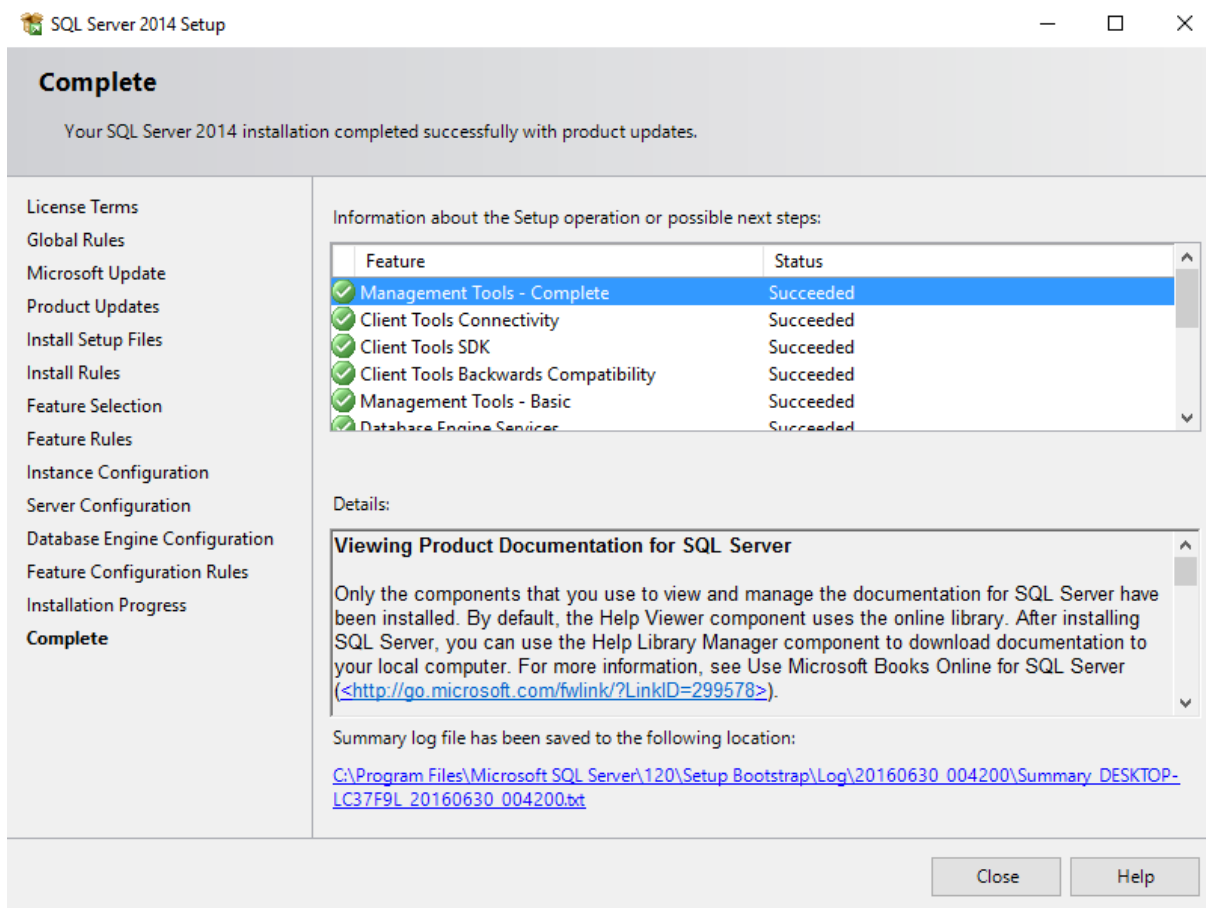 SQL Server 2014 Setup
Complete
Your SQL Server 2014 installation completed successfully with product updates.
License Terms
Global Rules
Microsoft Update
Product Updates
Install Setup Files
Install Rules
Feature Selection
Feature Rules
Instance Configuration
Server Configuration
Database Engine Configuration
Feature Configuration Rules
Installation Progress
Complete
Information about the Setup operation or possible next steps:
Feature Status
Management Tools - Complete Succeeded
Client Tools Connectivity Succeeded
Client Tools SDK Succeeded
Client Tools Backwards Compatibility Succeeded
Management Tools - Basic Succeeded
Database Engine Services Succeeded
Details:
Viewing Product Documentation for SQL Server
Only the components that you use to view and manage the documentation for SQL Server have
been installed. By default, the Help Viewer component uses the online library. After installing
SQL Server, you can use the Help Library Manager component to download documentation to
your local computer. For more information, see Use Microsoft Books Online for SQL Server
(<http://go.microsoft.com/fwlink/?LinkID=299578>).
Summary log file has been saved to the following location:
C:\Program Files\Microsoft SQL Server\120\Setup Bootstrap\Log\20160630_004200\Summary_DESKTOP-
LC37F9L_20160630_004200.txt
Close Help